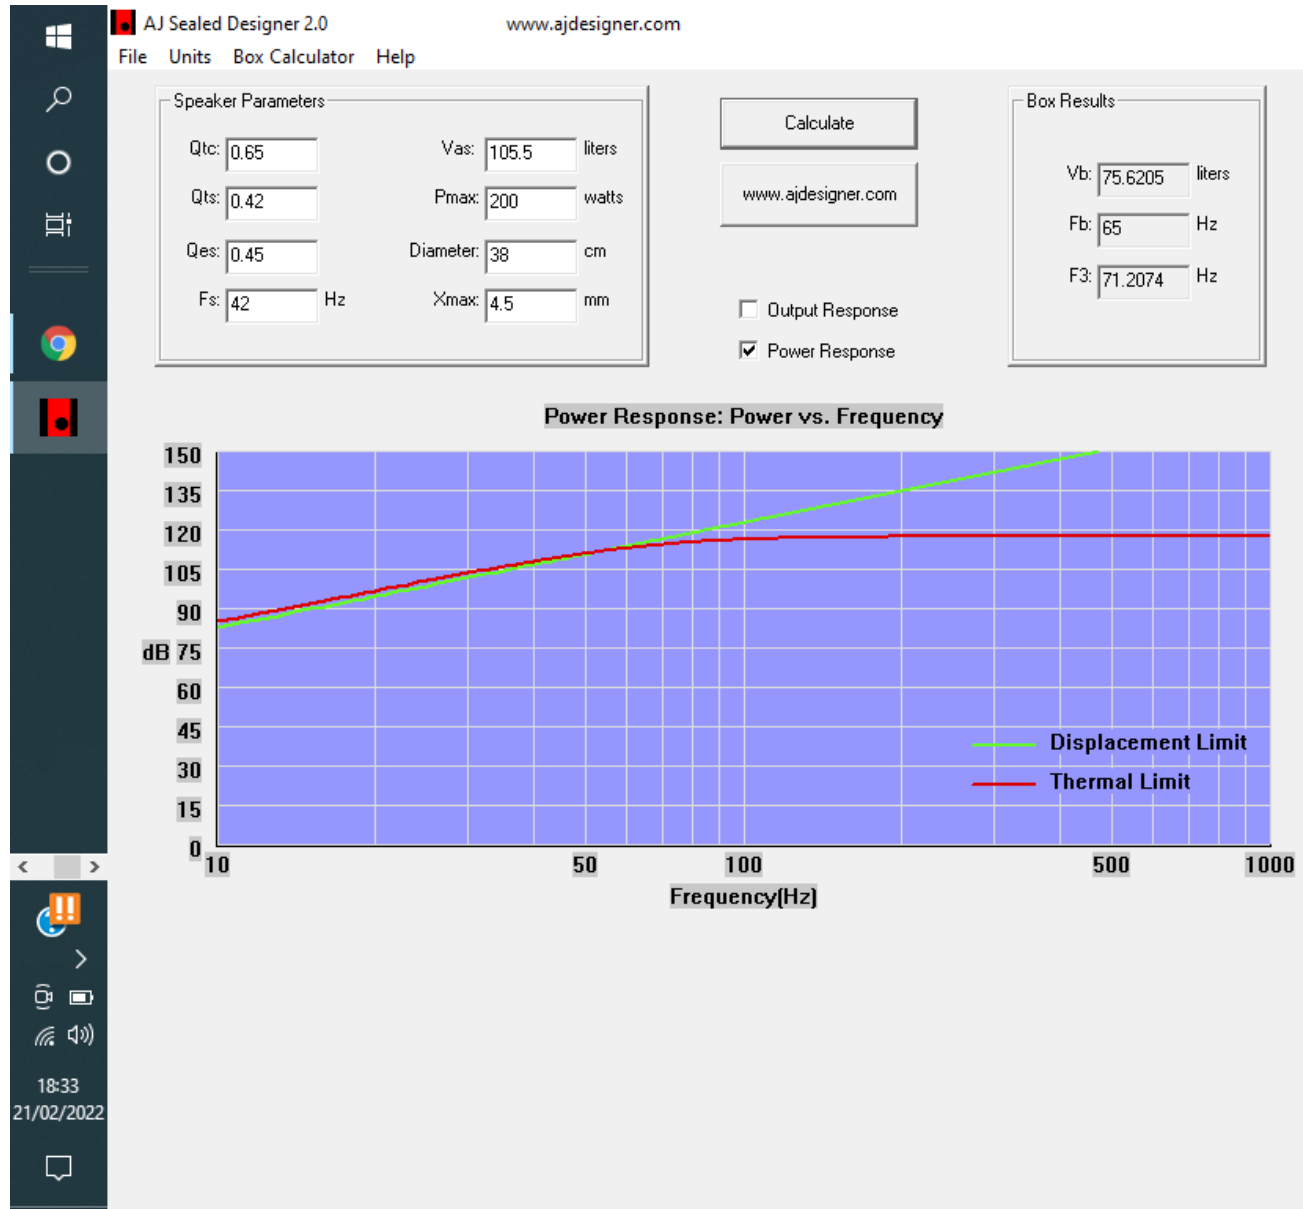 AJ Sealed Designer 2.0 www.ajdesigner.com
File Units Box Calculator Help
Speaker Parameters
Qtc: 0.65 Vas: 105.5 liters
Qts: 0.42 Pmax: 200 watts
Qes: 0.45 Diameter: 38 cm
Fs: 42 Hz Xmax: 4.5 mm
Calculate
www.ajdesigner.com
Output Response
Power Response
Box Results
Vb: 75.6205 liters
Fb: 65 Hz
F3: 71.2074 Hz
Power Response: Power vs. Frequency
150
135
120
105
90
dB 75
60
45
30
15
0
Displacement Limit
Thermal Limit
10 50 100 500 1000
Frequency(Hz)
18:33
21/02/2022